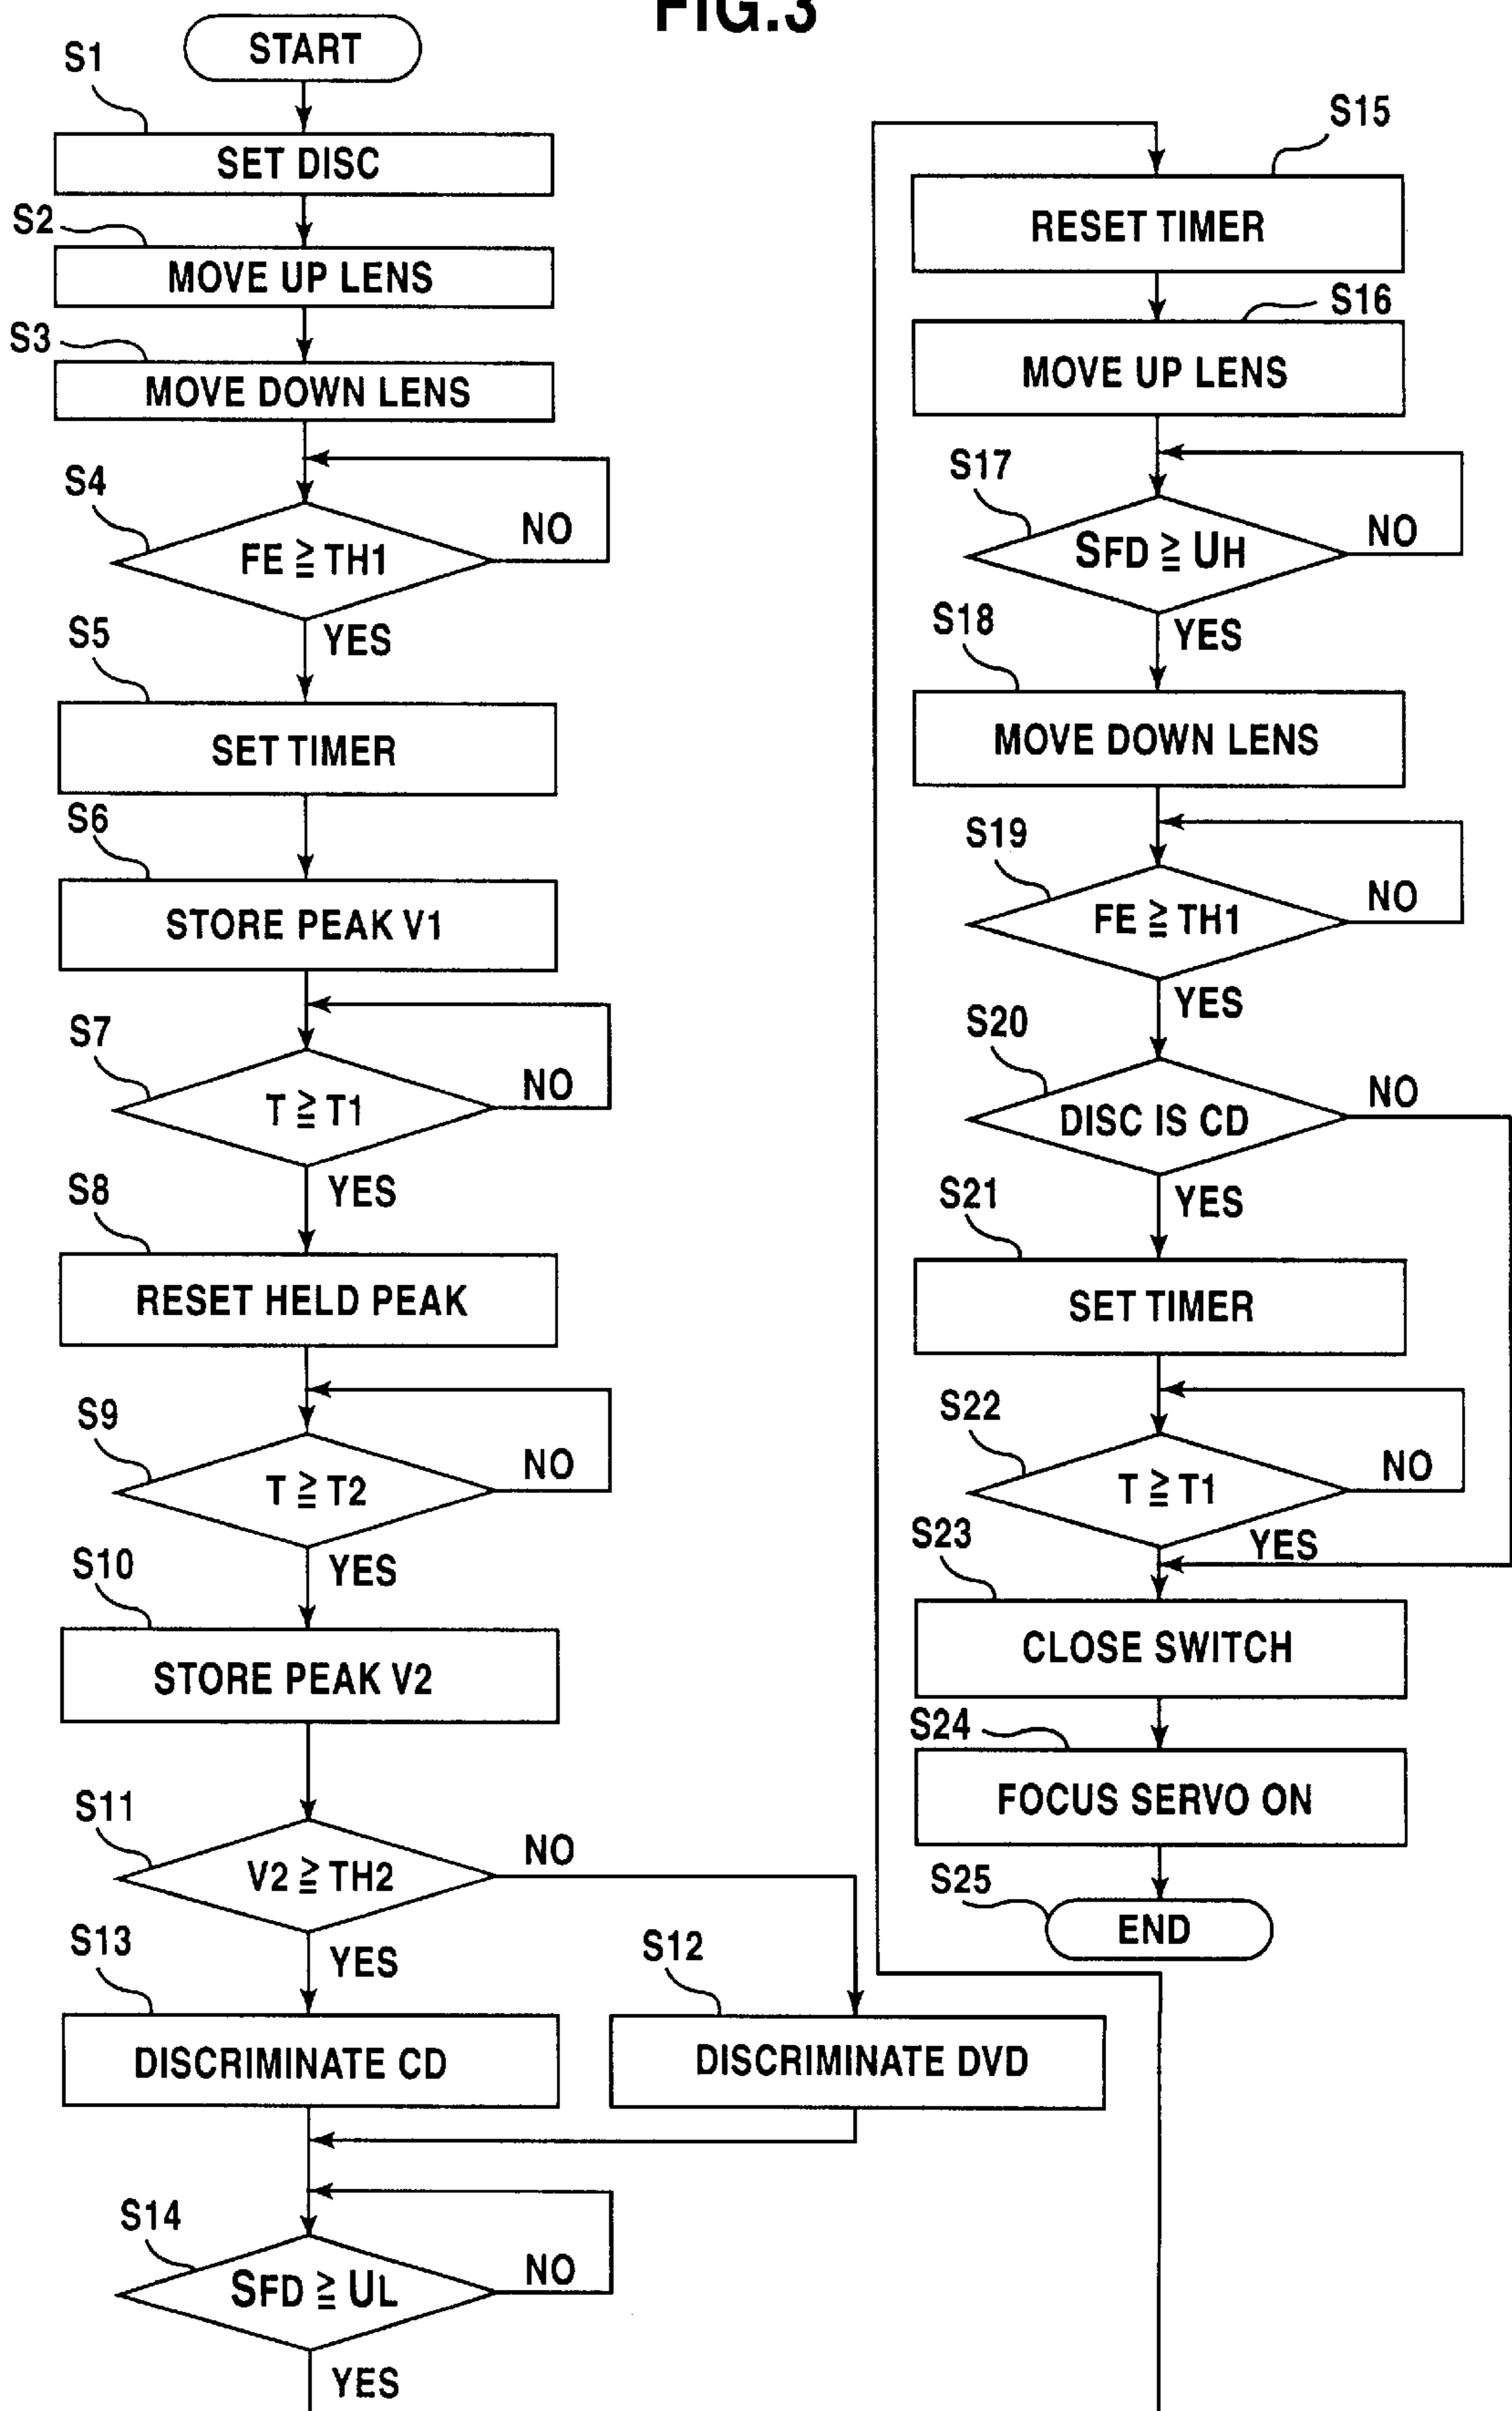 FIG.3
START
S1
SET DISC
S2
MOVE UP LENS
S3
MOVE DOWN LENS
S4
FE ≧ TH1
NO
YES
S5
SET TIMER
S6
STORE PEAK V1
S7
T ≧ T1
NO
YES
S8
RESET HELD PEAK
S9
T ≧ T2
NO
YES
S10
STORE PEAK V2
S11
V2 ≧ TH2
NO
YES
S13
DISCRIMINATE CD
S12
DISCRIMINATE DVD
S14
SFD ≧ UL
NO
YES
S15
RESET TIMER
S16
MOVE UP LENS
S17
SFD ≧ UH
NO
YES
S18
MOVE DOWN LENS
S19
FE ≧ TH1
NO
YES
S20
DISC IS CD
NO
YES
S21
SET TIMER
S22
T ≧ T1
NO
YES
S23
CLOSE SWITCH
S24
FOCUS SERVO ON
S25
END